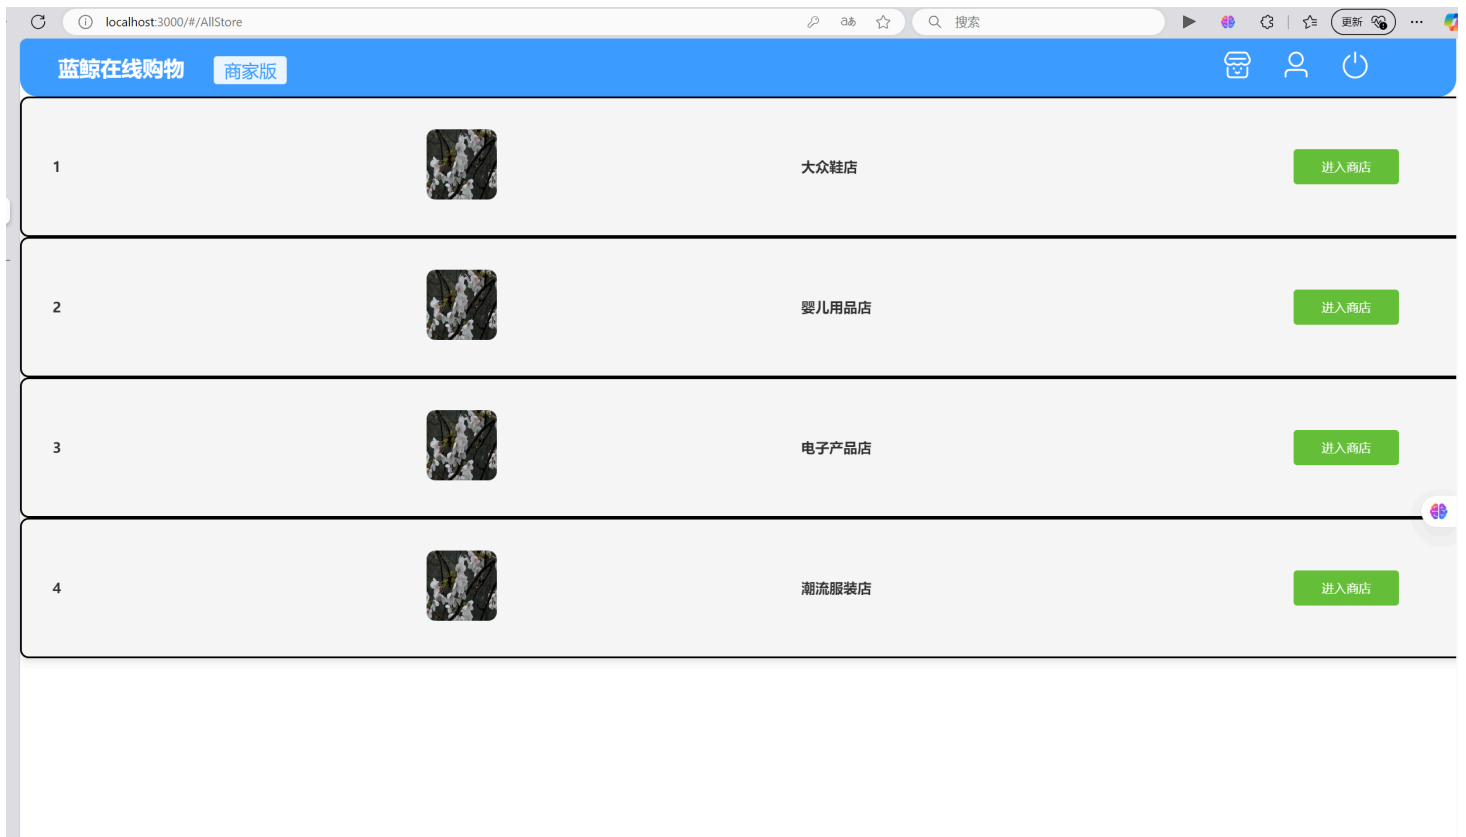 localhost:3000/#/AllStore
搜索
更新
蓝鲸在线购物 商家版
1 大众鞋店 进入商店
2 婴儿用品店 进入商店
3 电子产品店 进入商店
4 潮流服装店 进入商店